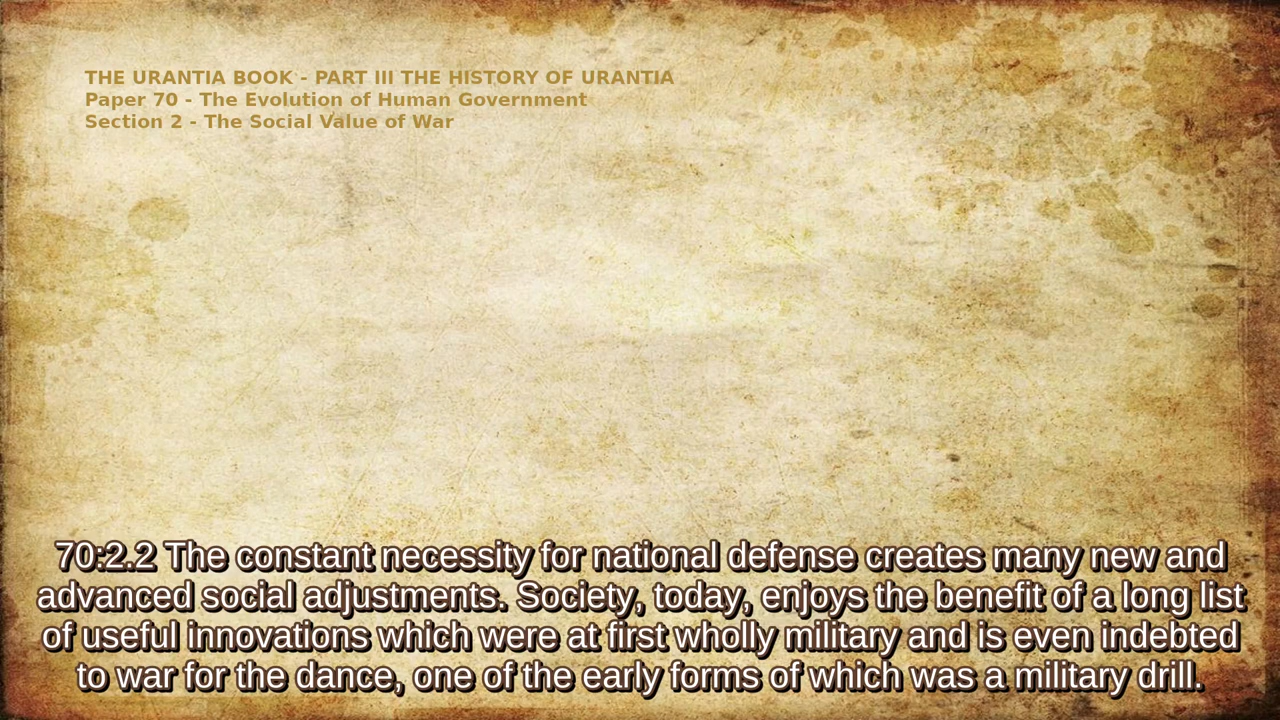 THE URANTIA BOOK - PART III THE HISTORY OF URANTIA
Paper 70 - The Evolution of Human Government
Section 2 - The Social Value of War
70:2.2 The constant necessity for national defense creates many new and
advanced social adjustments. Society, today, enjoys the benefit of a long list
of useful innovations which were at first wholly military and is even indebted
to war for the dance, one of the early forms of which was a military drill.